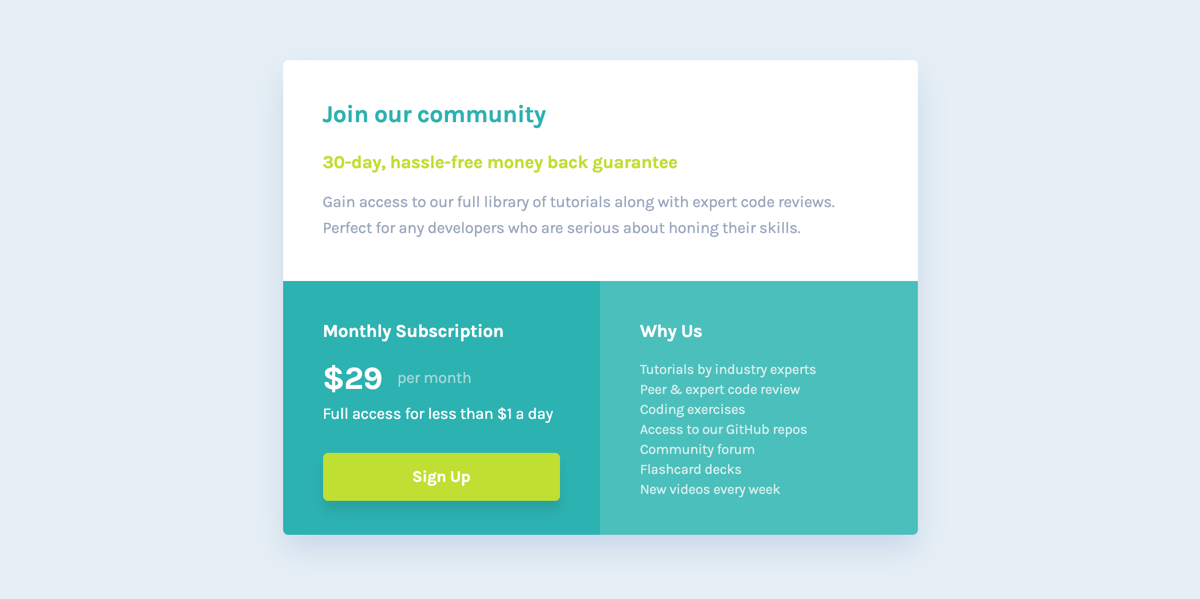 Join our community
30-day, hassle-free money back guarantee
Gain access to our full library of tutorials along with expert code reviews.
Perfect for any developers who are serious about honing their skills.
Monthly Subscription
$29 per month
Full access for less than $1 a day
Sign Up
Why Us
Tutorials by industry experts
Peer & expert code review
Coding exercises
Access to our GitHub repos
Community forum
Flashcard decks
New videos every week